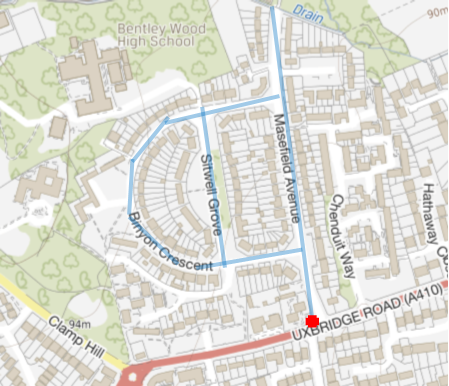 Drain
90m
Bentley Wood
High School
Masefield Avenue
Sitwell Grove
Chenduit Way
Hathaway
Binyon Crescent
UXBRIDGE ROAD (A410)
94m
Clamp Hill